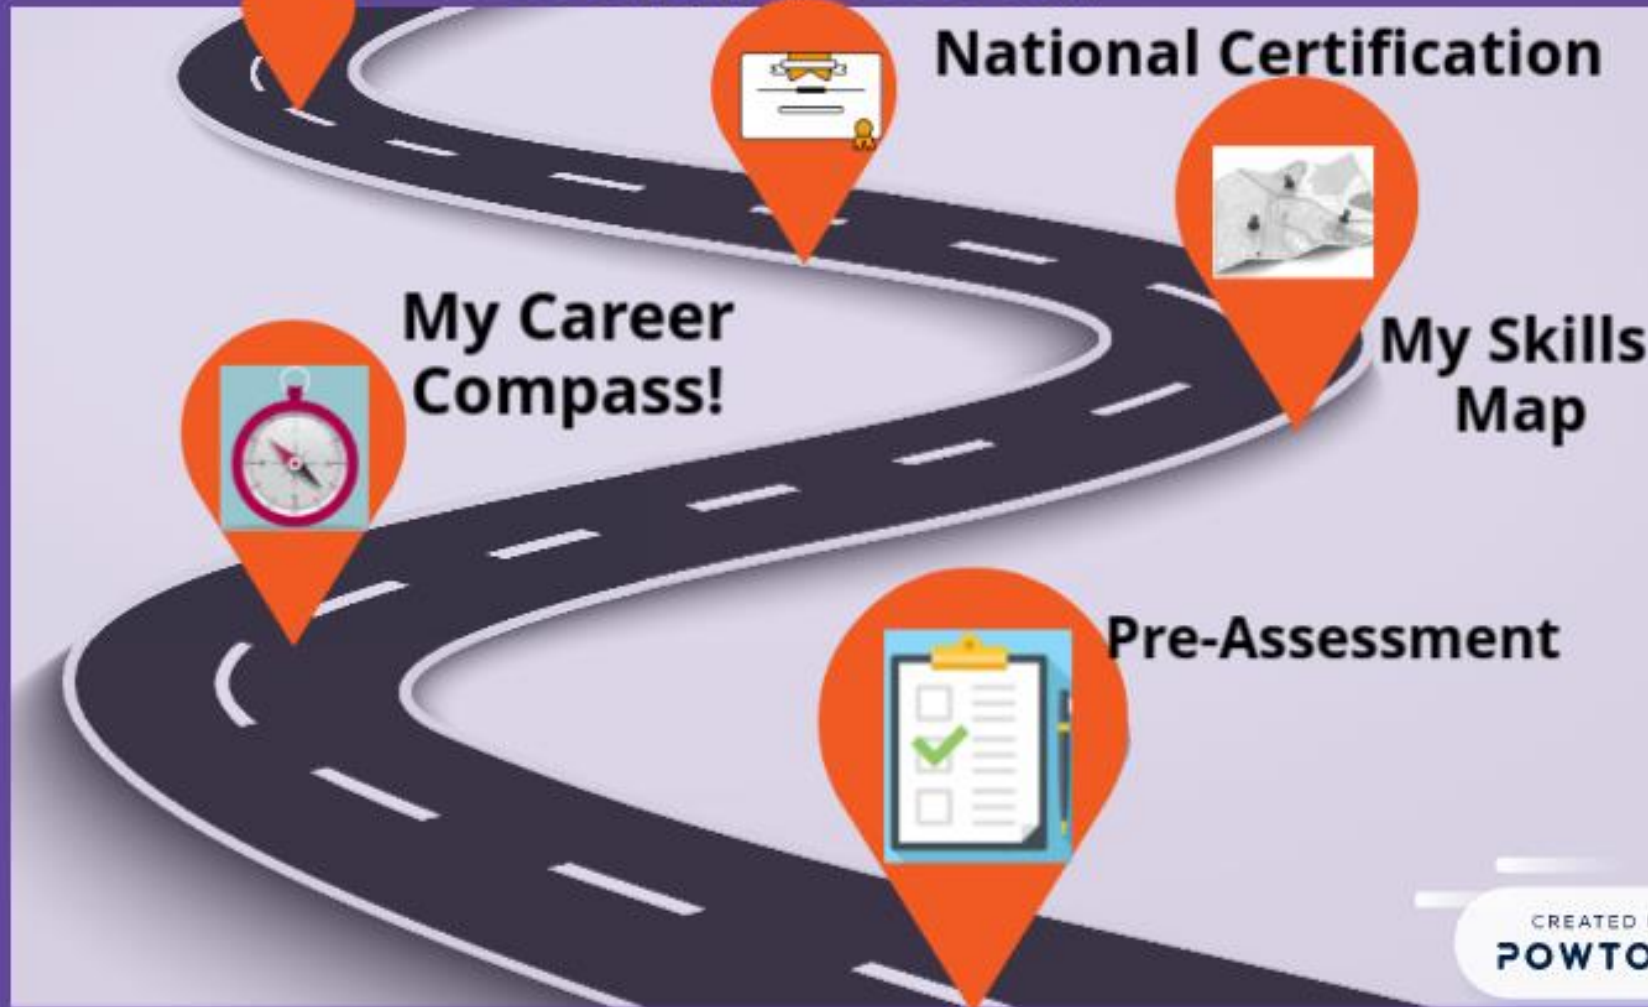 National Certification
My Career
Compass!
My Skills
Map
Pre-Assessment
CREATED
POWTO